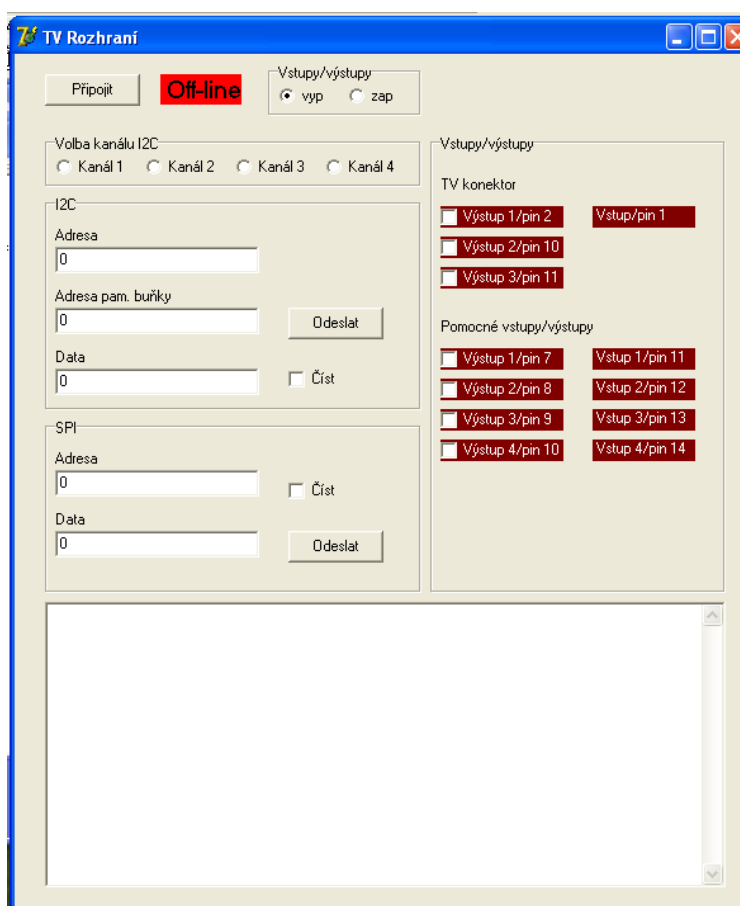 TV Rozhraní
Připojit
Off-line
Vstupy/výstupy
vyp zap
Volba kanálu I2C
Kanál 1 Kanál 2 Kanál 3 Kanál 4
I2C
Adresa
0
Adresa pam. buňky
0
Odeslat
Data
0
Číst
SPI
Adresa
0
Číst
Data
0
Odeslat
Vstupy/výstupy
TV konektor
Výstup 1/pin 2 Vstup/pin 1
Výstup 2/pin 10
Výstup 3/pin 11
Pomocné vstupy/výstupy
Výstup 1/pin 7 Vstup 1/pin 11
Výstup 2/pin 8 Vstup 2/pin 12
Výstup 3/pin 9 Vstup 3/pin 13
Výstup 4/pin 10 Vstup 4/pin 14